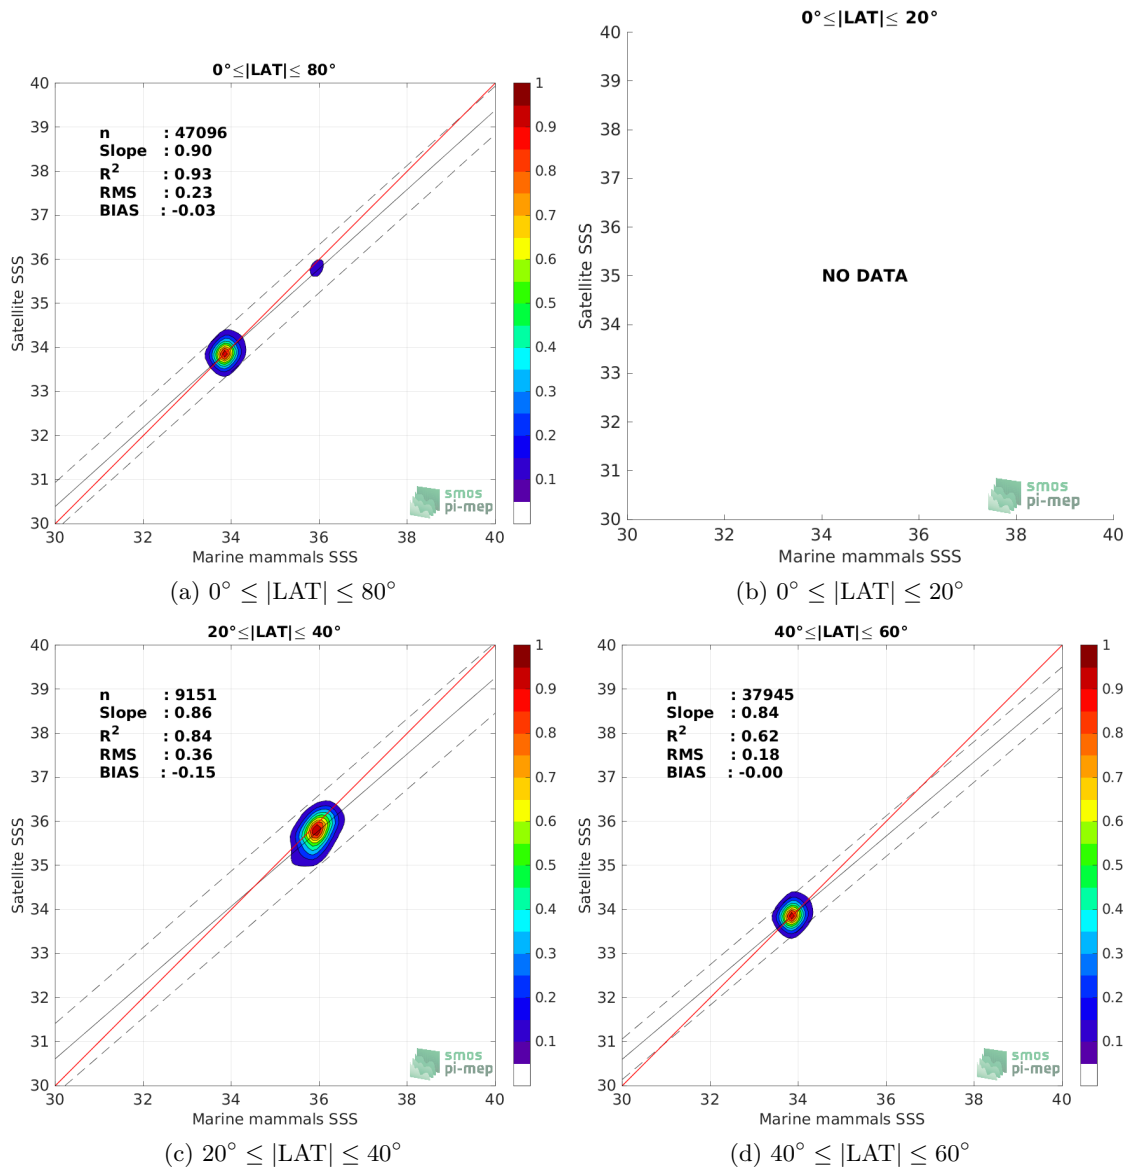 0°≤|LAT|≤ 80°
n : 47096
Slope : 0.90
R² : 0.93
RMS : 0.23
BIAS : -0.03
40
39
38
37
36
35
34
33
32
31
30
30 32 34 36 38 40
Satellite SSS
Marine mammals SSS
1
0.9
0.8
0.7
0.6
0.5
0.4
0.3
0.2
0.1
smos
pi-mep
(a) 0° ≤ |LAT| ≤ 80°
0°≤|LAT|≤ 20°
40
39
38
37
36
35
34
33
32
31
30
30 32 34 36 38 40
Satellite SSS
Marine mammals SSS
NO DATA
smos
pi-mep
(b) 0° ≤ |LAT| ≤ 20°
20°≤|LAT|≤ 40°
n : 9151
Slope : 0.86
R² : 0.84
RMS : 0.36
BIAS : -0.15
40
39
38
37
36
35
34
33
32
31
30
30 32 34 36 38 40
Satellite SSS
Marine mammals SSS
1
0.9
0.8
0.7
0.6
0.5
0.4
0.3
0.2
0.1
smos
pi-mep
(c) 20° ≤ |LAT| ≤ 40°
40°≤|LAT|≤ 60°
n : 37945
Slope : 0.84
R² : 0.62
RMS : 0.18
BIAS : -0.00
40
39
38
37
36
35
34
33
32
31
30
30 32 34 36 38 40
Satellite SSS
Marine mammals SSS
1
0.9
0.8
0.7
0.6
0.5
0.4
0.3
0.2
0.1
smos
pi-mep
(d) 40° ≤ |LAT| ≤ 60°